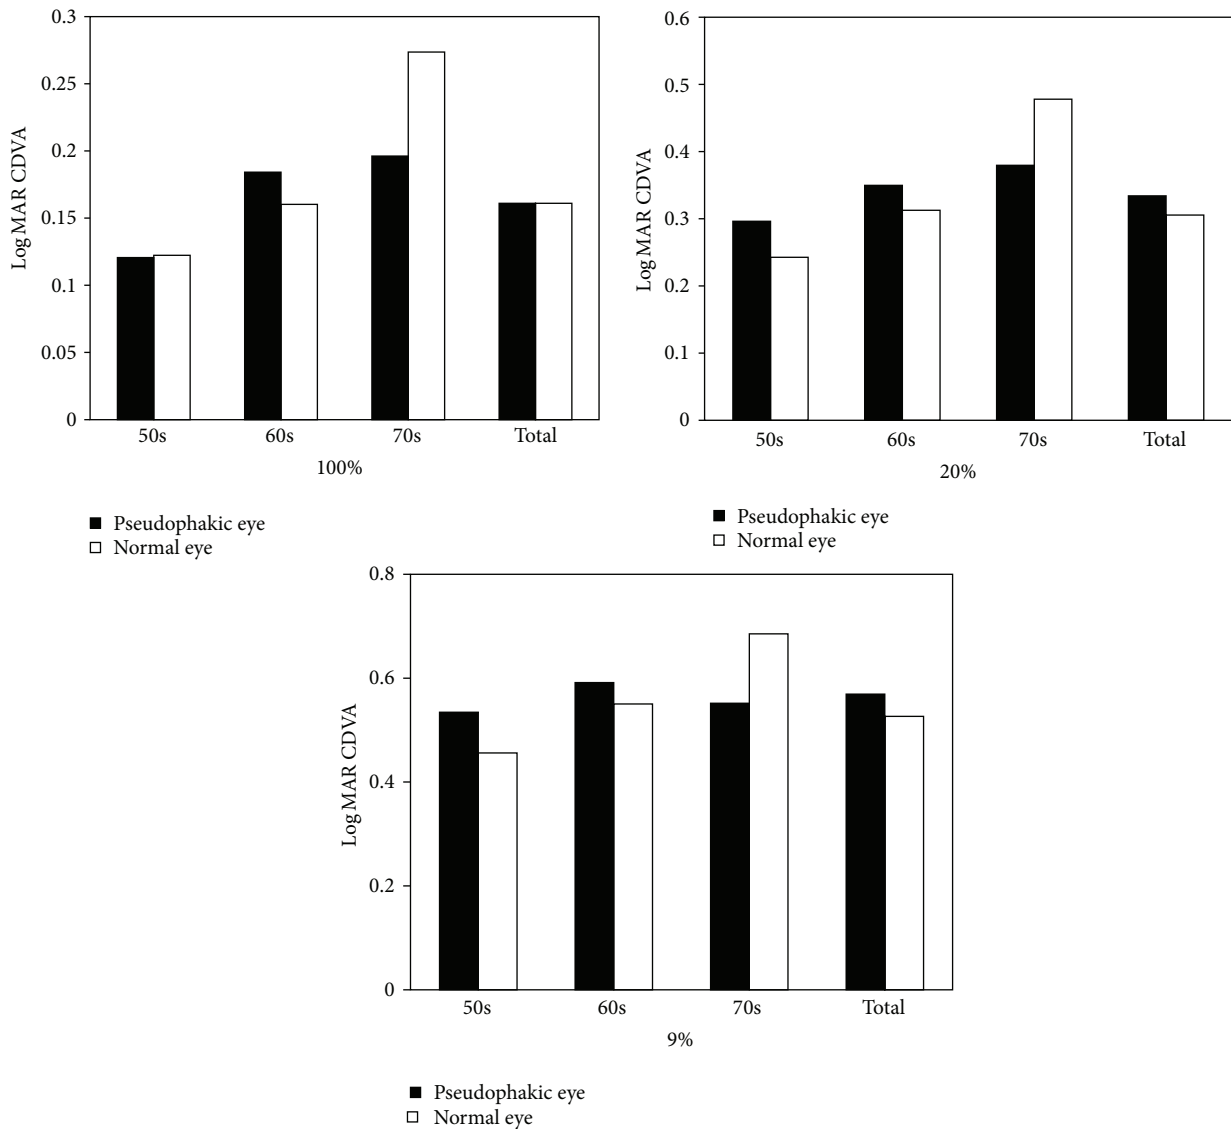 0.3
0.25
0.2
0.15
0.1
0.05
0
Log MAR CDVA
50s 60s 70s Total
100%
Pseudophakic eye
Normal eye
0.6
0.5
0.4
0.3
0.2
0.1
0
Log MAR CDVA
50s 60s 70s Total
20%
Pseudophakic eye
Normal eye
0.8
0.6
0.4
0.2
0
Log MAR CDVA
50s 60s 70s Total
9%
Pseudophakic eye
Normal eye